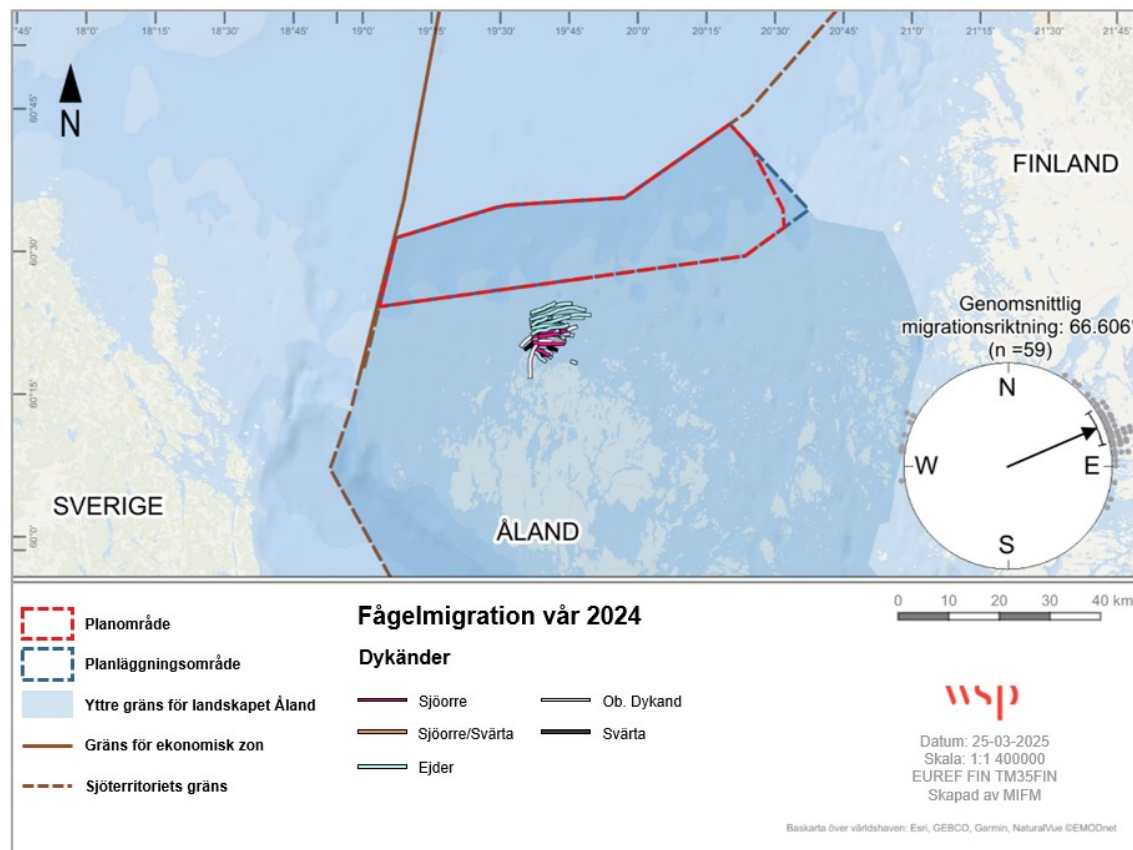 °45' 18°0' 18°15' 18°30' 18°45' 19°0' 19°15' 19°30' 19°45' 20°0' 20°15' 20°30' 20°45' 21°0' 21°15' 21°30' 21°45'
60°45'
60°30'
60°15'
60°0'
N
FINLAND
SVERIGE
ÅLAND
Genomsnittlig
migrationsriktning: 66.606°
(n =59)
N
W
E
S
Planområde
Planläggningsområde
Yttre gräns för landskapet Åland
Gräns för ekonomisk zon
Sjöterritoriets gräns
Fågelmigration vår 2024
Dykänder
Sjöorre
Sjöorre/Svärta
Ejder
Ob. Dykand
Svärta
0 10 20 30 40 km
wsp
Datum: 25-03-2025
Skala: 1:1 400000
EUREF FIN TM35FIN
Skapad av MIFM
Baskarta över världshaven: Esri, GEBCO, Garmin, NaturalVue ©EMODnet